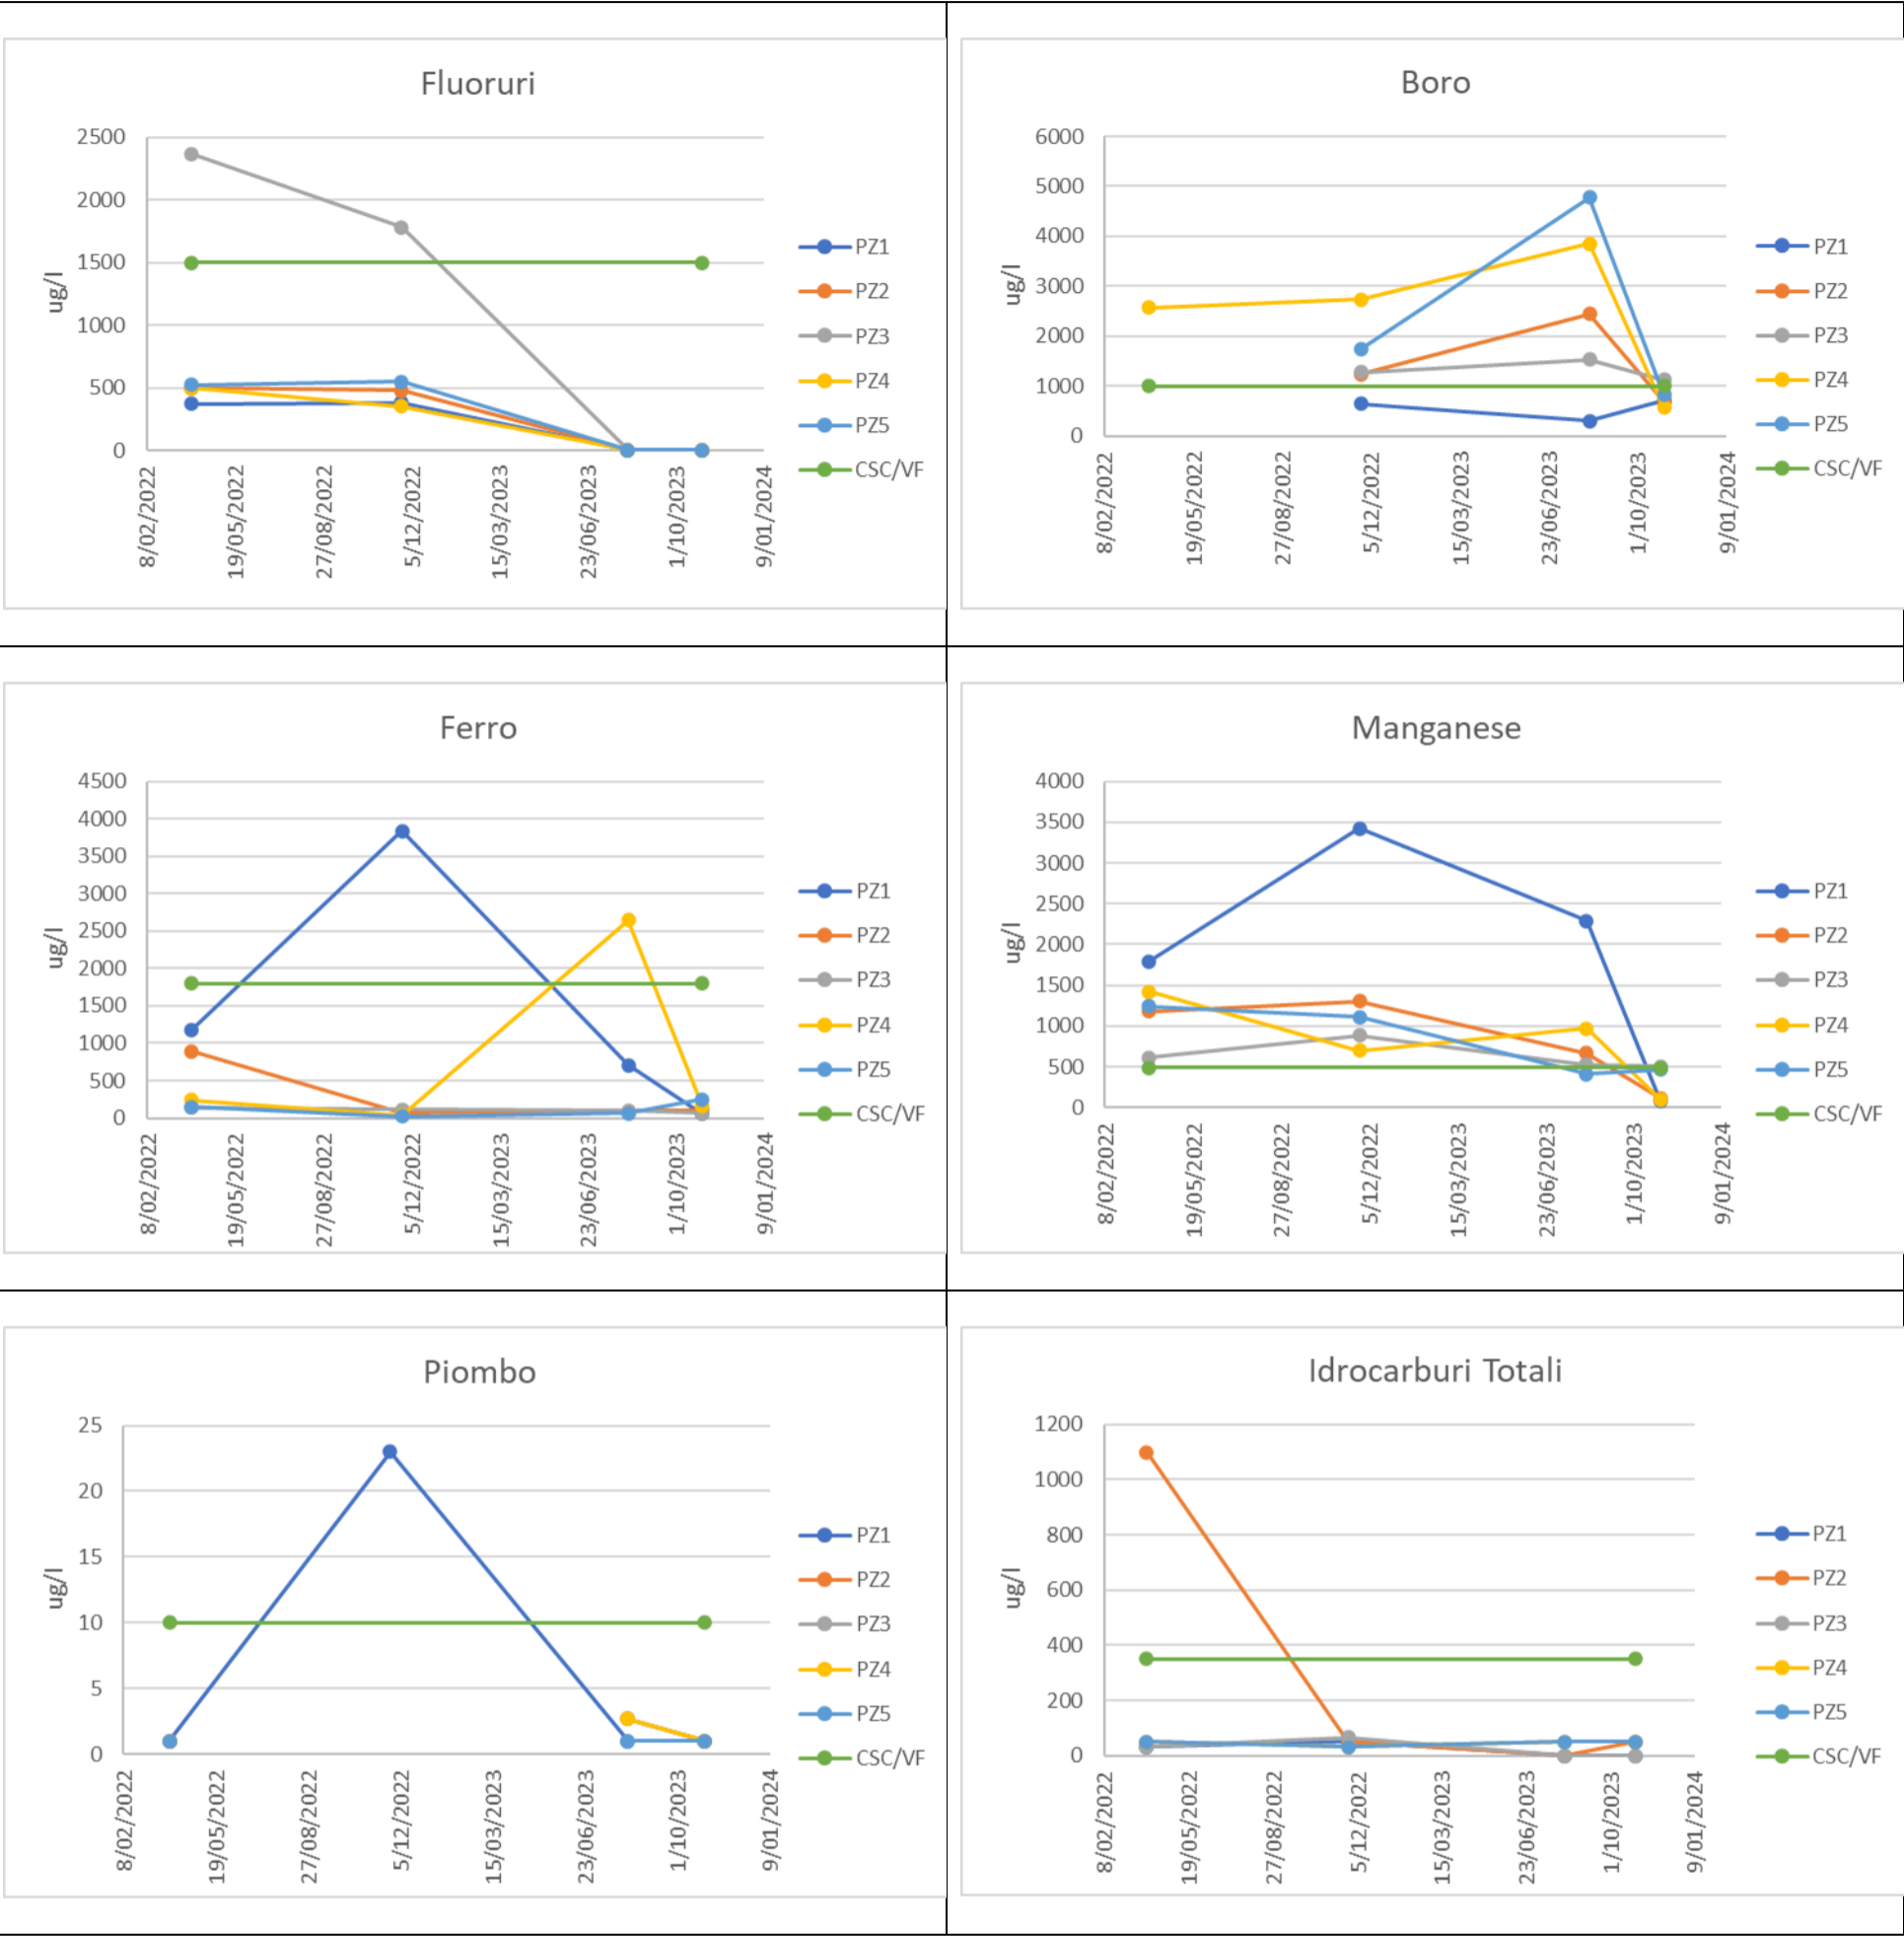 Fluoruri
2500
2000
1500
1000
500
0
ug/l
8/02/2022
19/05/2022
27/08/2022
5/12/2022
15/03/2023
23/06/2023
1/10/2023
9/01/2024
PZ1
PZ2
PZ3
PZ4
PZ5
CSC/VF
Boro
6000
5000
4000
3000
2000
1000
0
ug/l
8/02/2022
19/05/2022
27/08/2022
5/12/2022
15/03/2023
23/06/2023
1/10/2023
9/01/2024
PZ1
PZ2
PZ3
PZ4
PZ5
CSC/VF
Ferro
4500
4000
3500
3000
2500
2000
1500
1000
500
0
ug/l
8/02/2022
19/05/2022
27/08/2022
5/12/2022
15/03/2023
23/06/2023
1/10/2023
9/01/2024
PZ1
PZ2
PZ3
PZ4
PZ5
CSC/VF
Manganese
4000
3500
3000
2500
2000
1500
1000
500
0
ug/l
8/02/2022
19/05/2022
27/08/2022
5/12/2022
15/03/2023
23/06/2023
1/10/2023
9/01/2024
PZ1
PZ2
PZ3
PZ4
PZ5
CSC/VF
Piombo
25
20
15
10
5
0
ug/l
8/02/2022
19/05/2022
27/08/2022
5/12/2022
15/03/2023
23/06/2023
1/10/2023
9/01/2024
PZ1
PZ2
PZ3
PZ4
PZ5
CSC/VF
Idrocarburi Totali
1200
1000
800
600
400
200
0
ug/l
8/02/2022
19/05/2022
27/08/2022
5/12/2022
15/03/2023
23/06/2023
1/10/2023
9/01/2024
PZ1
PZ2
PZ3
PZ4
PZ5
CSC/VF